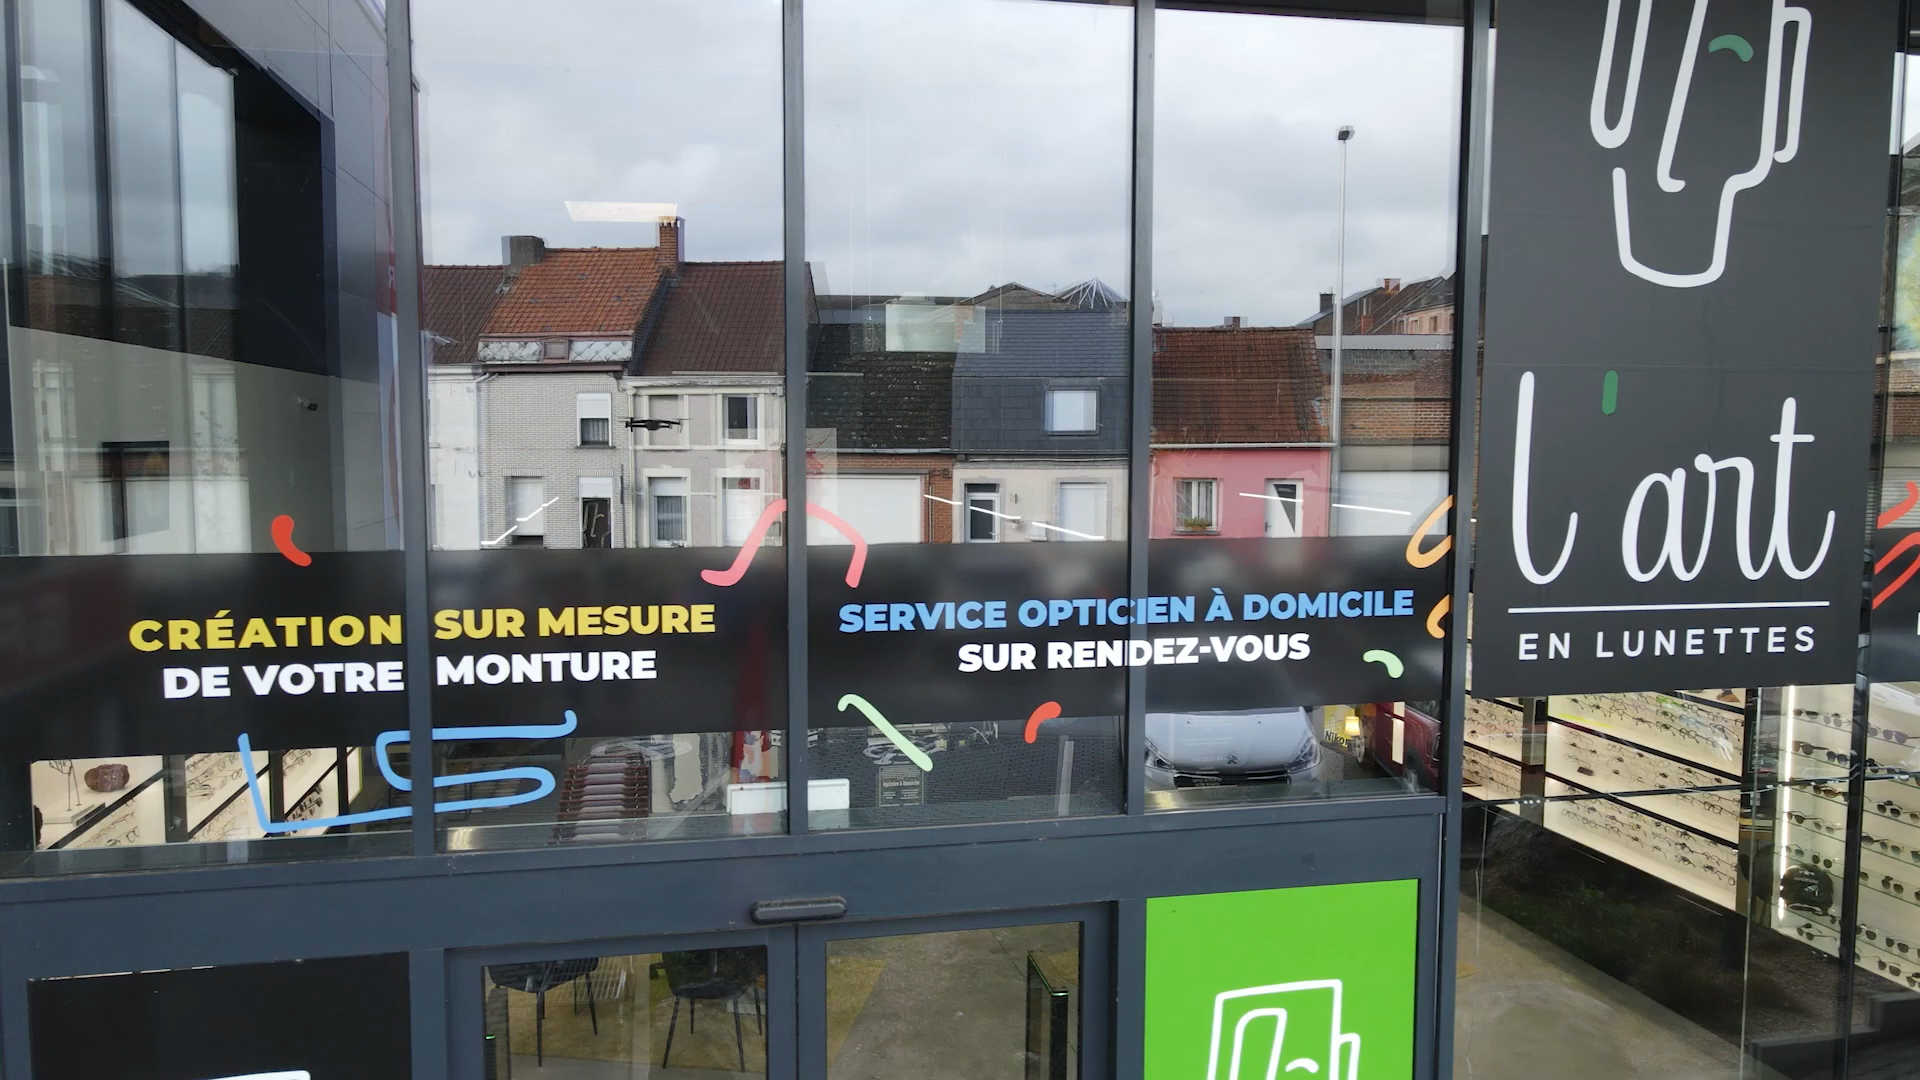 CRÉATION SUR MESURE
DE VOTRE MONTURE
SERVICE OPTICIEN À DOMICILE
SUR RENDEZ-VOUS
l'art
EN LUNETTES